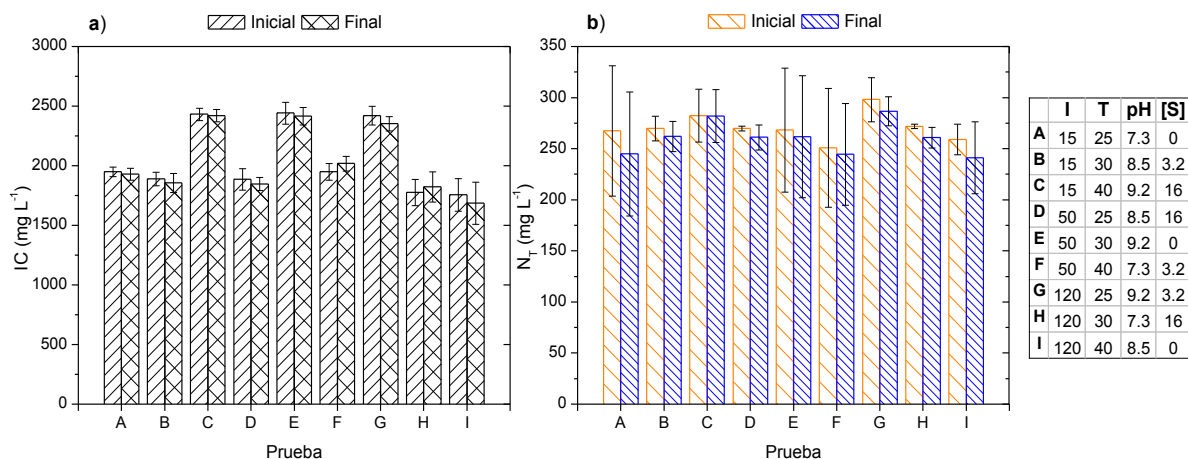 a)
Inicial Final
IC (mg L-1)
3000
2500
2000
1500
1000
500
0
A B C D E F G H I
Prueba
b)
Inicial Final
NT (mg L-1)
350
300
250
200
150
100
50
0
A B C D E F G H I
Prueba
I T pH [S]
A 15 25 7.3 0
B 15 30 8.5 3.2
C 15 40 9.2 16
D 50 25 8.5 16
E 50 30 9.2 0
F 50 40 7.3 3.2
G 120 25 9.2 3.2
H 120 30 7.3 16
I 120 40 8.5 0